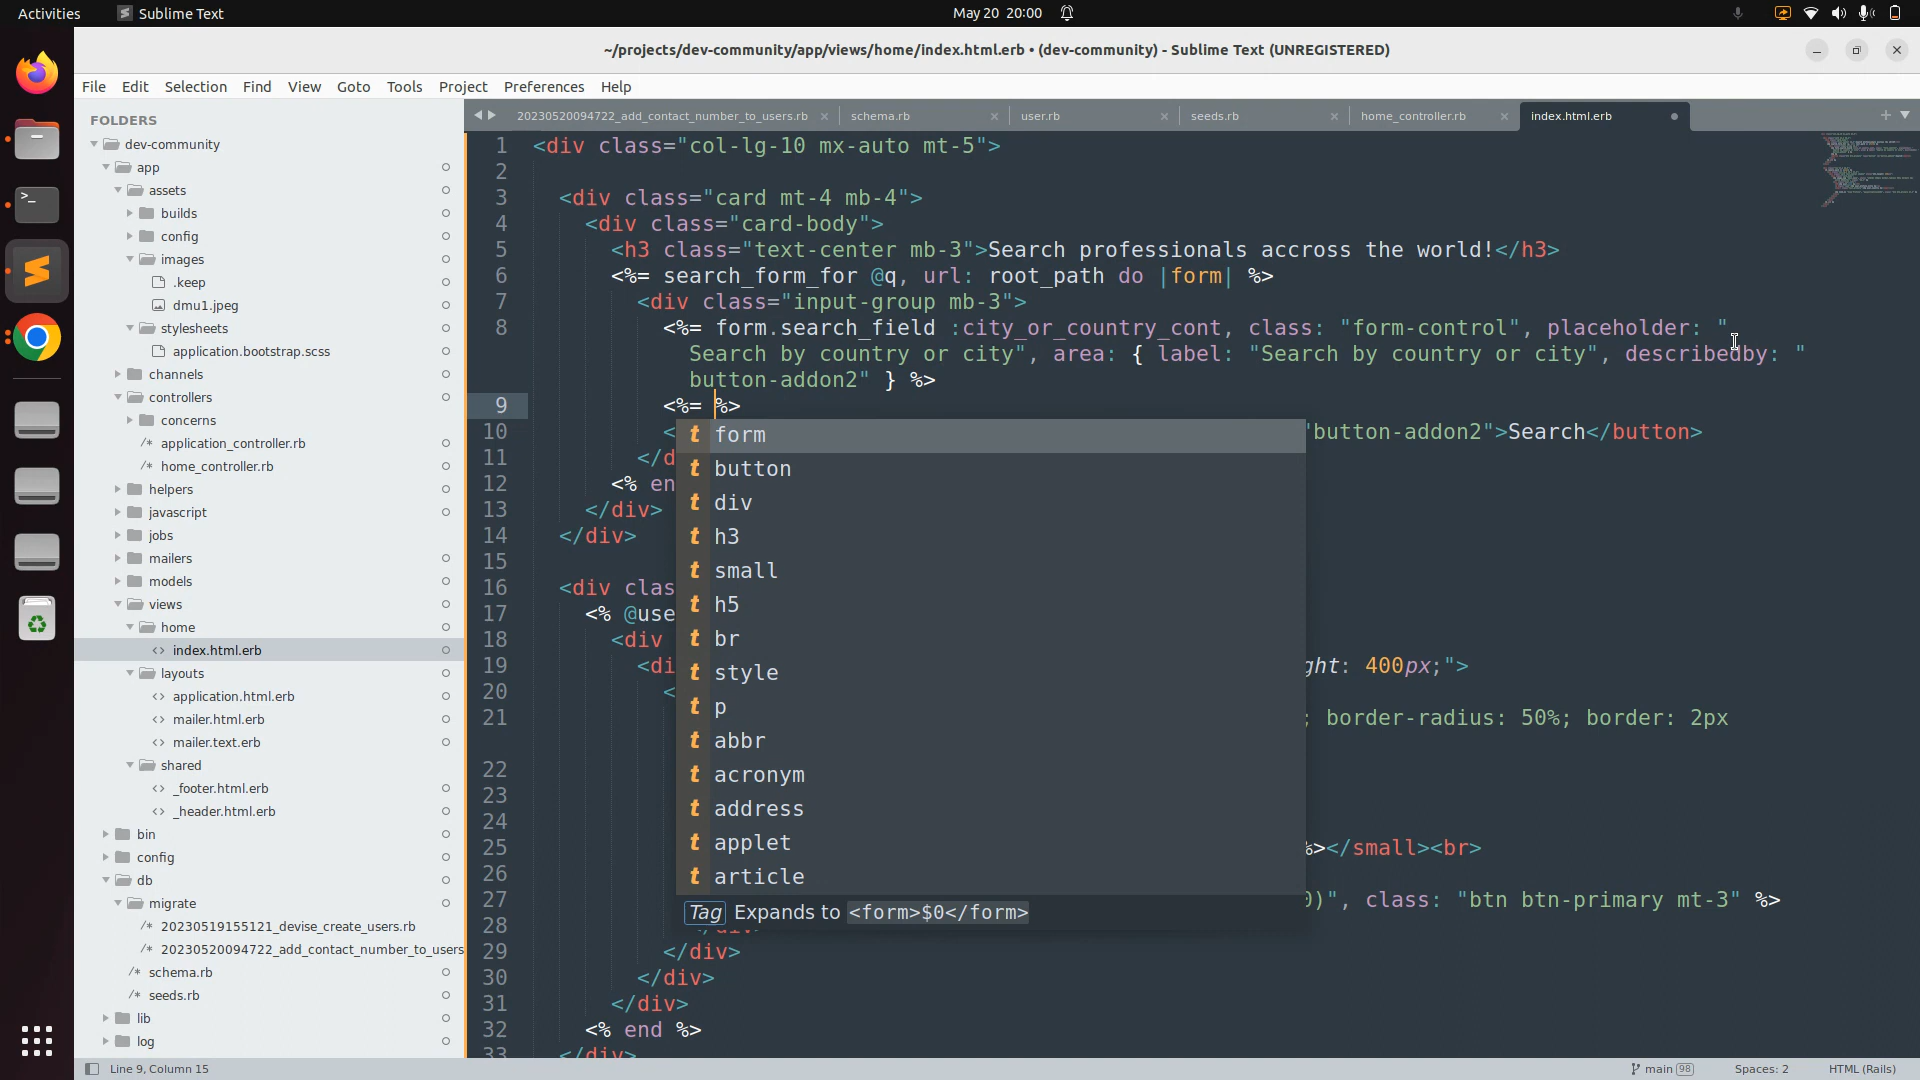 Activities
Sublime Text
May 20 20:00
~/projects/dev-community/app/views/home/index.html.erb • (dev-community) - Sublime Text (UNREGISTERED)
File Edit Selection Find View Goto Tools Project Preferences Help
FOLDERS
dev-community
app
assets
builds
config
images
.keep
dmu1.jpeg
stylesheets
application.bootstrap.scss
channels
controllers
concerns
application_controller.rb
home_controller.rb
helpers
javascript
jobs
mailers
models
views
home
index.html.erb
layouts
application.html.erb
mailer.html.erb
mailer.text.erb
shared
_footer.html.erb
_header.html.erb
bin
config
db
migrate
20230519155121_devise_create_users.rb
20230520094722_add_contact_number_to_users
schema.rb
seeds.rb
lib
log
20230520094722_add_contact_number_to_users.rb
schema.rb
user.rb
seeds.rb
home_controller.rb
index.html.erb
1 <div class="col-lg-10 mx-auto mt-5">
2
3 <div class="card mt-4 mb-4">
4 <div class="card-body">
5 <h3 class="text-center mb-3">Search professionals accross the world!</h3>
6 <%= search_form_for @q, url: root_path do |form| %>
7 <div class="input-group mb-3">
8 <%= form.search_field :city_or_country_cont, class: "form-control", placeholder: "
Search by country or city", area: { label: "Search by country or city", describedby: "
button-addon2" } %>
9 <%= %>
10 < "button-addon2">Search</button>
11 </d
12 <% en
13 </div>
14 </div>
15
16 <div clas
17 <% @use
18 <div
19 <di ght: 400px;">
20 <
21 ; border-radius: 50%; border: 2px
22
23
24
25 %></small><br>
26
27 0)", class: "btn btn-primary mt-3" %>
28
29 </div>
30 </div>
31 </div>
32 <% end %>
33 </div>
t form
t button
t div
t h3
t small
t h5
t br
t style
t p
t abbr
t acronym
t address
t applet
t article
Tag Expands to <form>$0</form>
Line 9, Column 15
main 98
Spaces: 2
HTML (Rails)